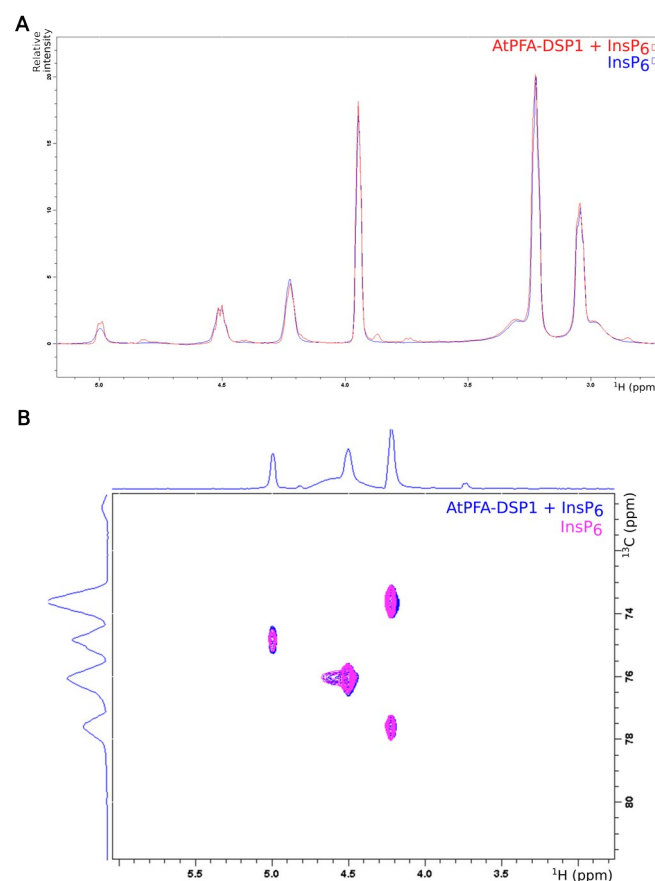 A
Relative
intensity
AtPFA-DSP1 + InsP6
InsP6
20
15
10
5
0
5.0 4.5 4.0 3.5 3.0
1H (ppm)
B
AtPFA-DSP1 + InsP6
InsP6
13C (ppm)
74
76
78
80
5.5 5.0 4.5 4.0 3.5
1H (ppm)